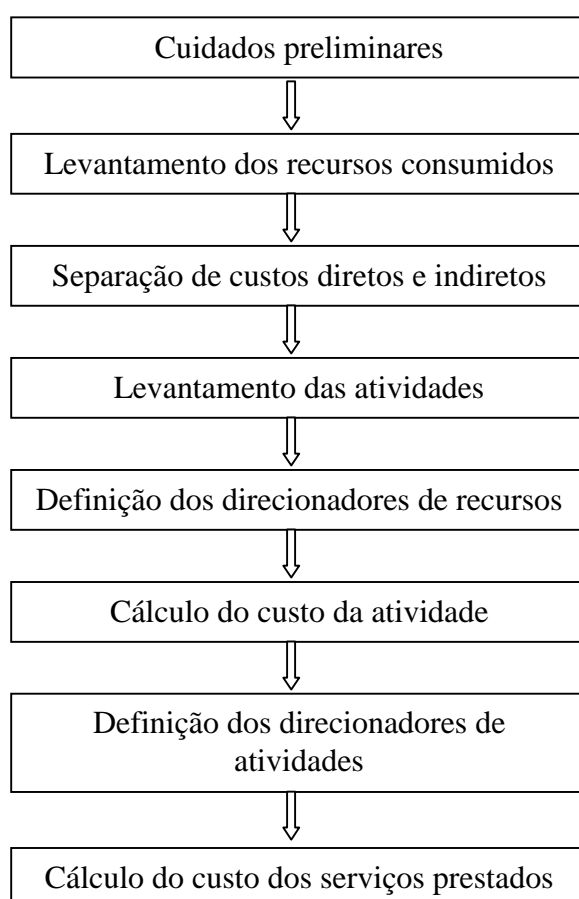 Cuidados preliminares
Levantamento dos recursos consumidos
Separação de custos diretos e indiretos
Levantamento das atividades
Definição dos direcionadores de recursos
Cálculo do custo da atividade
Definição dos direcionadores de
atividades
Cálculo do custo dos serviços prestados